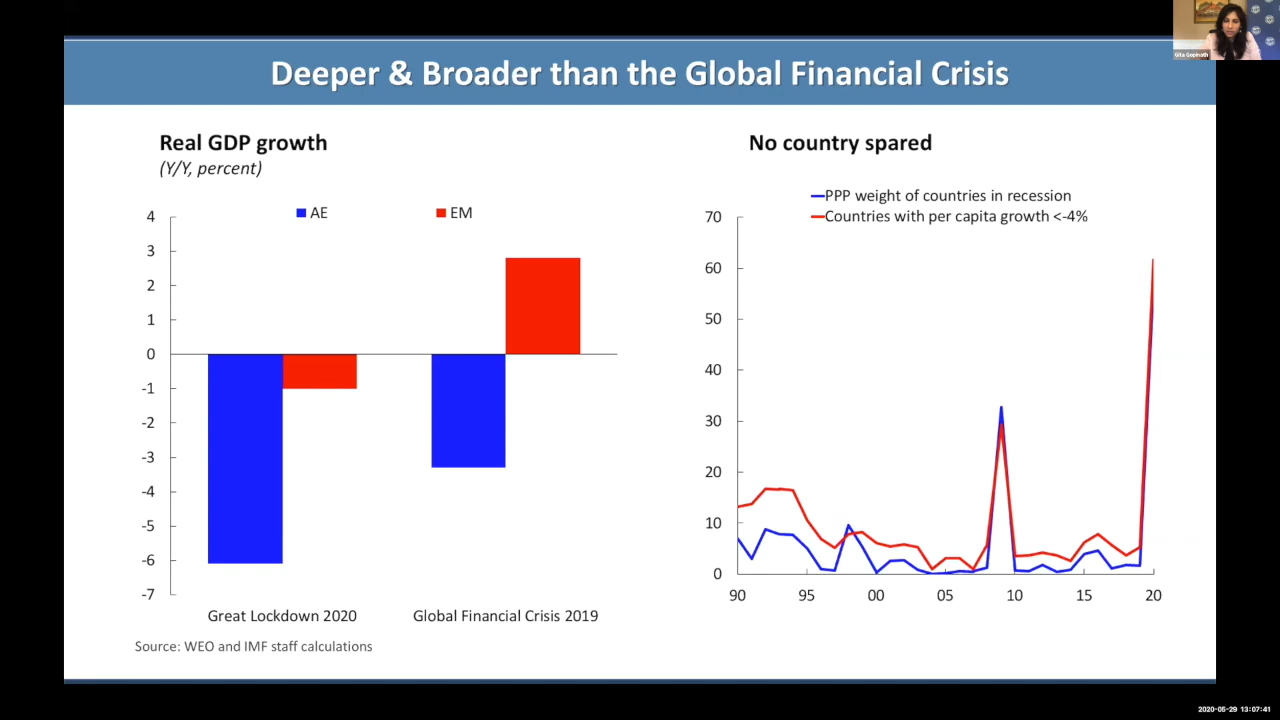 Gita Gopinath
Deeper & Broader than the Global Financial Crisis
Real GDP growth
(Y/Y, percent)
AE
EM
4
3
2
1
0
-1
-2
-3
-4
-5
-6
-7
Great Lockdown 2020
Global Financial Crisis 2019
Source: WEO and IMF staff calculations
No country spared
PPP weight of countries in recession
Countries with per capita growth <-4%
70
60
50
40
30
20
10
0
90
95
00
05
10
15
20
2020-05-29 13:07:41